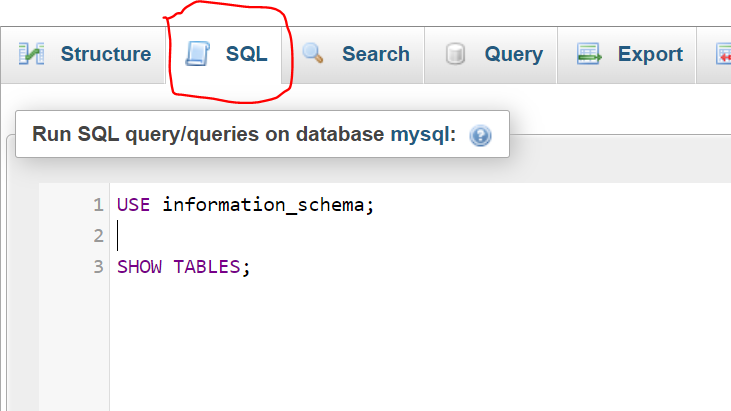 Structure SQL Search Query Export
Run SQL query/queries on database mysql:
1 USE information_schema;
2
3 SHOW TABLES;